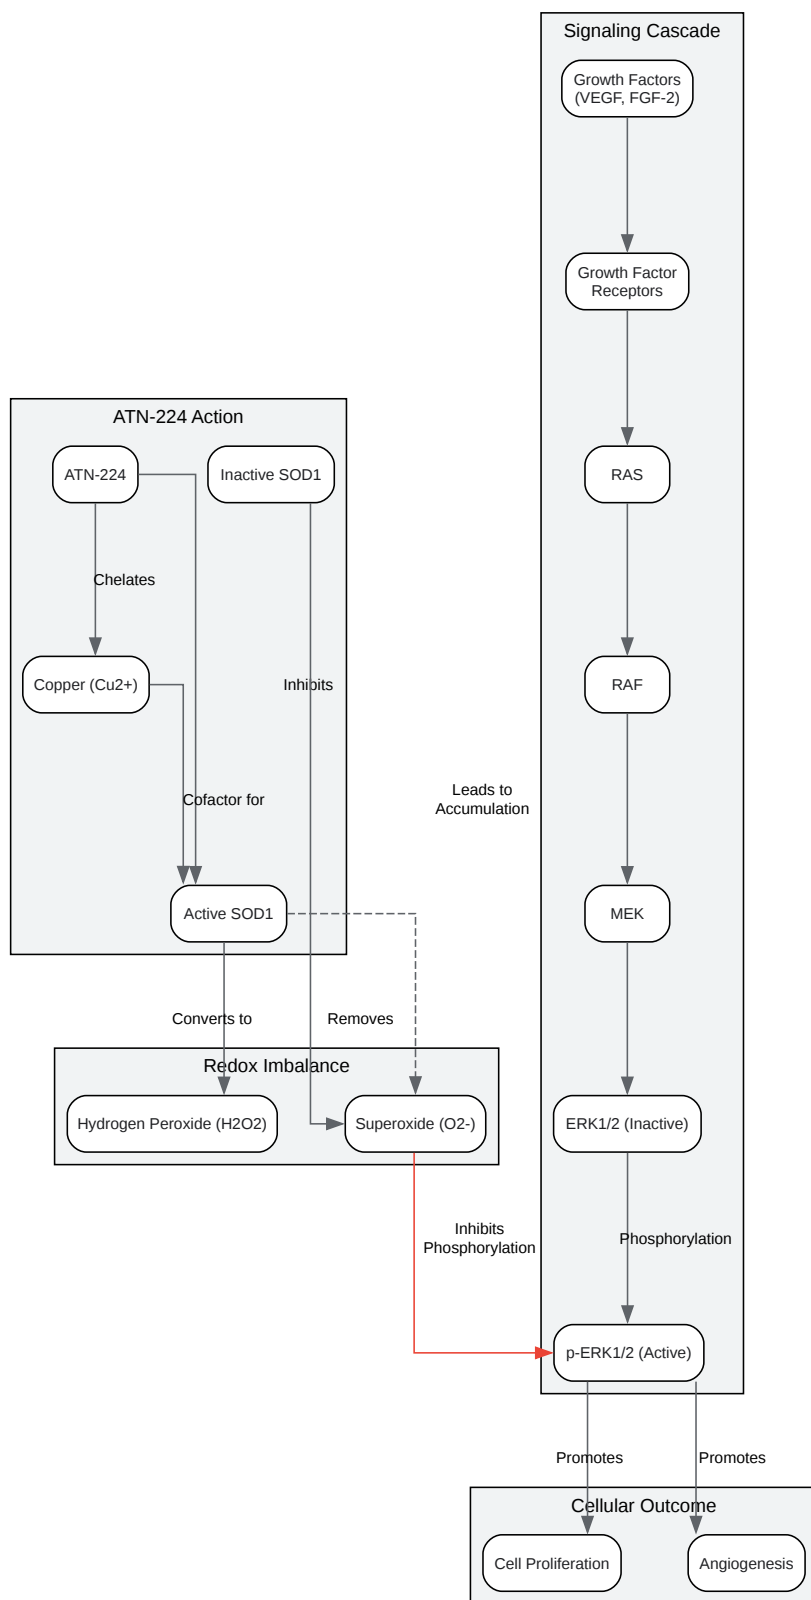 Signaling Cascade
Growth Factors
(VEGF, FGF-2)
Growth Factor
Receptors
ATN-224 Action
ATN-224
Inactive SOD1
RAS
Chelates
Copper (Cu2+)
Inhibits
RAF
Leads to
Accumulation
Cofactor for
Active SOD1
MEK
Converts to
Removes
Redox Imbalance
Hydrogen Peroxide (H2O2)
Superoxide (O2-)
ERK1/2 (Inactive)
Inhibits
Phosphorylation
Phosphorylation
p-ERK1/2 (Active)
Promotes
Promotes
Cellular Outcome
Cell Proliferation
Angiogenesis